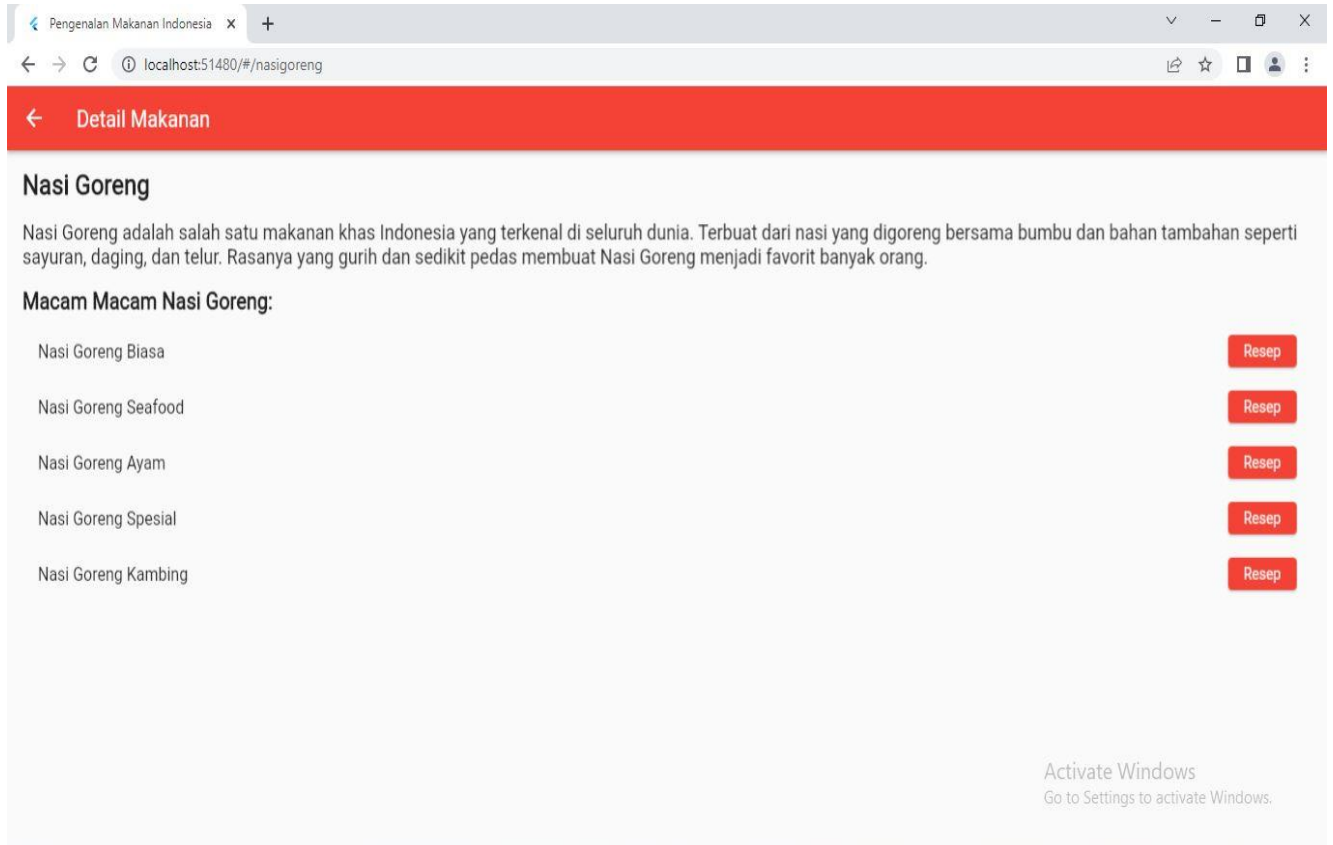 Pengenalan Makanan Indonesia
localhost:51480/#/nasigoreng
Detail Makanan
Nasi Goreng
Nasi Goreng adalah salah satu makanan khas Indonesia yang terkenal di seluruh dunia. Terbuat dari nasi yang digoreng bersama bumbu dan bahan tambahan seperti
sayuran, daging, dan telur. Rasanya yang gurih dan sedikit pedas membuat Nasi Goreng menjadi favorit banyak orang.
Macam Macam Nasi Goreng:
Nasi Goreng Biasa Resep
Nasi Goreng Seafood Resep
Nasi Goreng Ayam Resep
Nasi Goreng Spesial Resep
Nasi Goreng Kambing Resep
Activate Windows
Go to Settings to activate Windows.